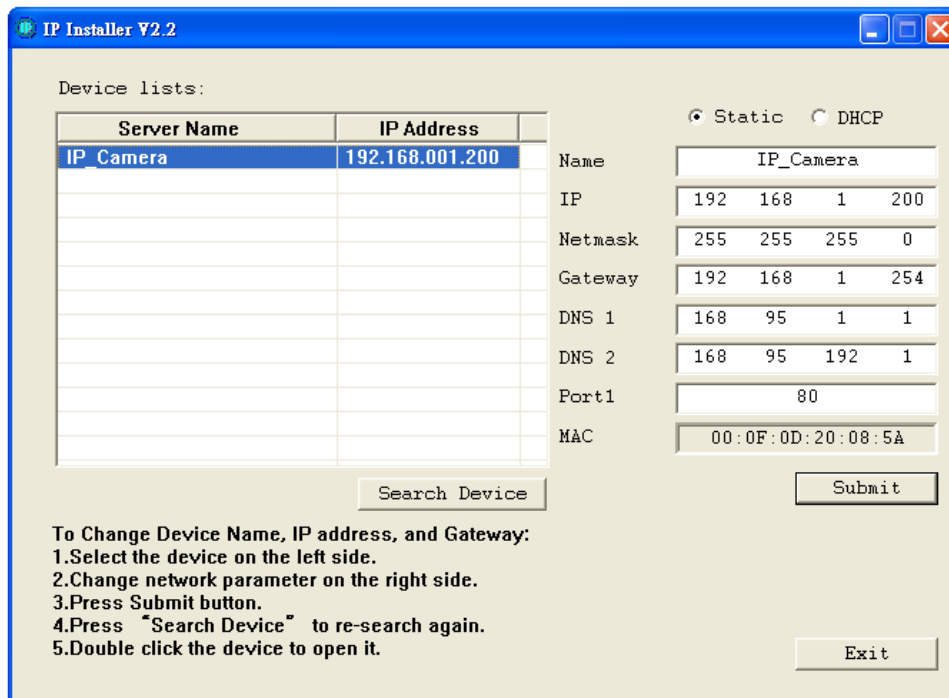 IP Installer V2.2
Device lists:
Server Name IP Address
IP_Camera 192.168.001.200
Search Device
To Change Device Name, IP address, and Gateway:
1.Select the device on the left side.
2.Change network parameter on the right side.
3.Press Submit button.
4.Press “Search Device” to re-search again.
5.Double click the device to open it.
Static DHCP
Name IP_Camera
IP 192 168 1 200
Netmask 255 255 255 0
Gateway 192 168 1 254
DNS 1 168 95 1 1
DNS 2 168 95 192 1
Port1 80
MAC 00:0F:0D:20:08:5A
Submit
Exit